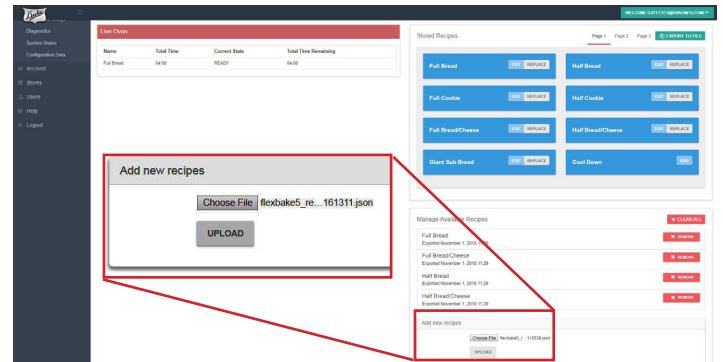 Diagnostics
System Status
Configuration Data
Account
Stores
Users
Help
Logout
Live Oven
Name Total Time Current State Total Time Remaining
Full Bread 04:00 READY 04:00
Stored Recipes Page 1 Page 2 Page 3 EXPORT TO FILE
Full Bread EDIT REPLACE Half Bread EDIT REPLACE
Full Cookie EDIT REPLACE Half Cookie EDIT REPLACE
Full Bread/Cheese EDIT REPLACE Half Bread/Cheese EDIT REPLACE
Giant Sub Bread EDIT REPLACE Cool Down EDIT
Add new recipes
Choose File flexbake5_re...161311.json
UPLOAD
Manage Available Recipes CLEAR ALL
Full Bread
Exported November 1, 2018 11:29
REMOVE
Full Bread/Cheese
Exported November 1, 2018 11:29
REMOVE
Half Bread
Exported November 1, 2018 11:29
REMOVE
Half Bread/Cheese
Exported November 1, 2018 11:29
REMOVE
Add new recipes
Choose File
UPLOAD